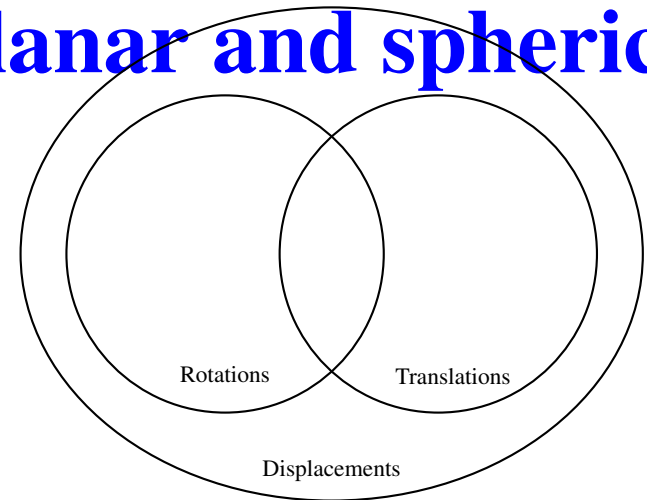 lanar and spheric
Rotations
Translations
Displacements